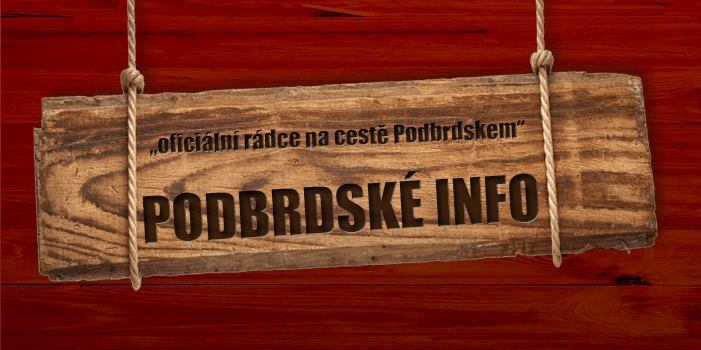 „oficiální rádce na cestě Podbrdskem“
PODBRDSKÉ INFO